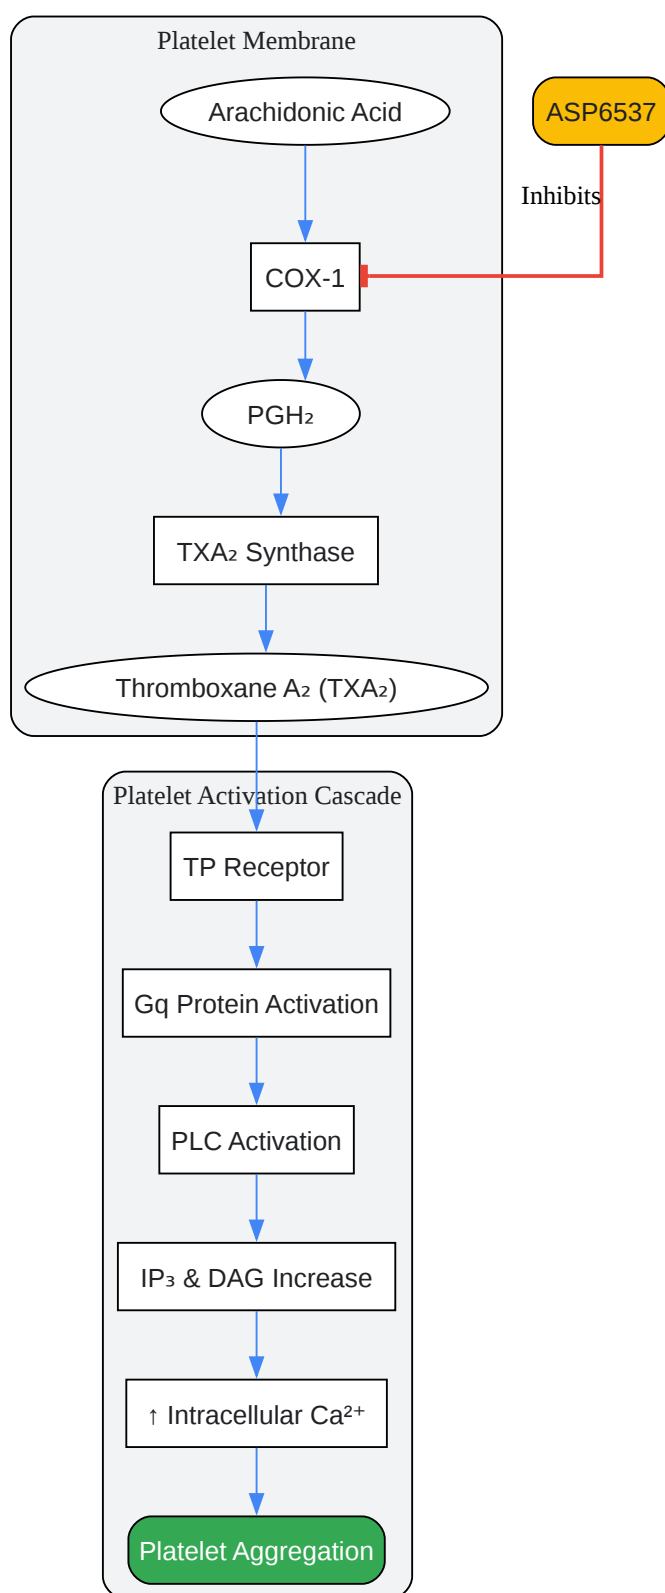 Platelet Membrane
Arachidonic Acid
ASP6537
Inhibits
COX-1
PGH₂
TXA₂ Synthase
Thromboxane A₂ (TXA₂)
Platelet Activation Cascade
TP Receptor
Gq Protein Activation
PLC Activation
IP₃ & DAG Increase
↑ Intracellular Ca²⁺
Platelet Aggregation